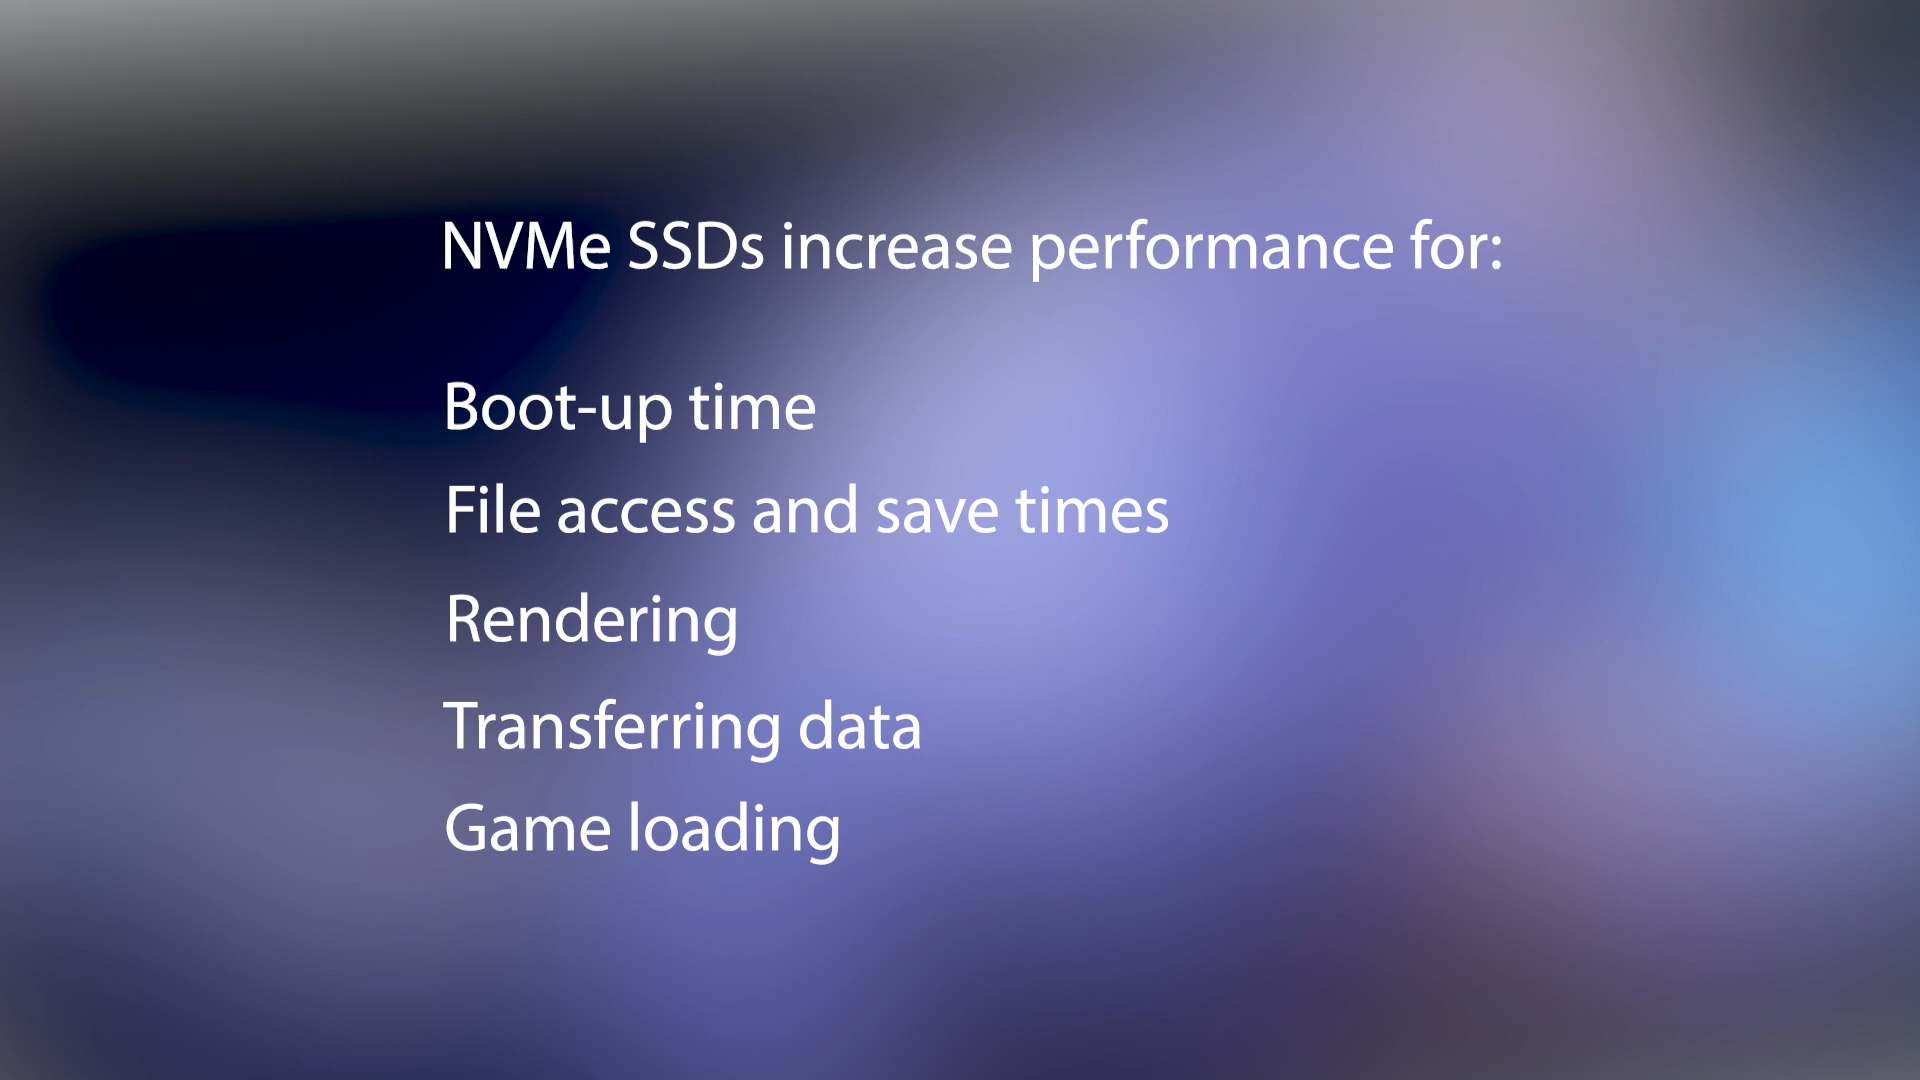 NVMe SSDs increase performance for:
Boot-up time
File access and save times
Rendering
Transferring data
Game loading